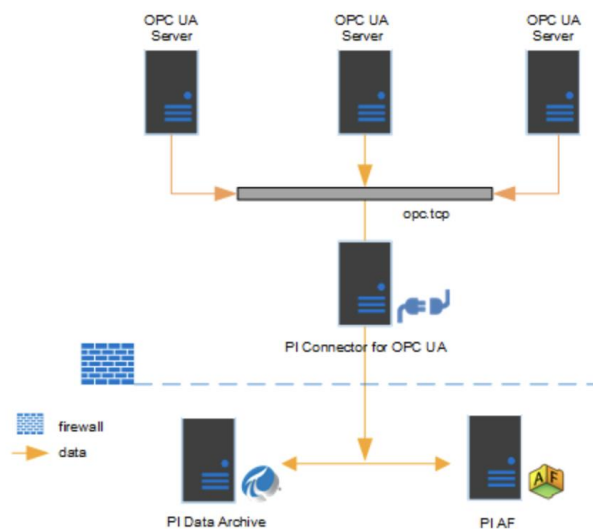 OPC UA
Server
OPC UA
Server
OPC UA
Server
opc.tcp
PI Connector for OPC UA
firewall
data
PI Data Archive
AF
PI AF